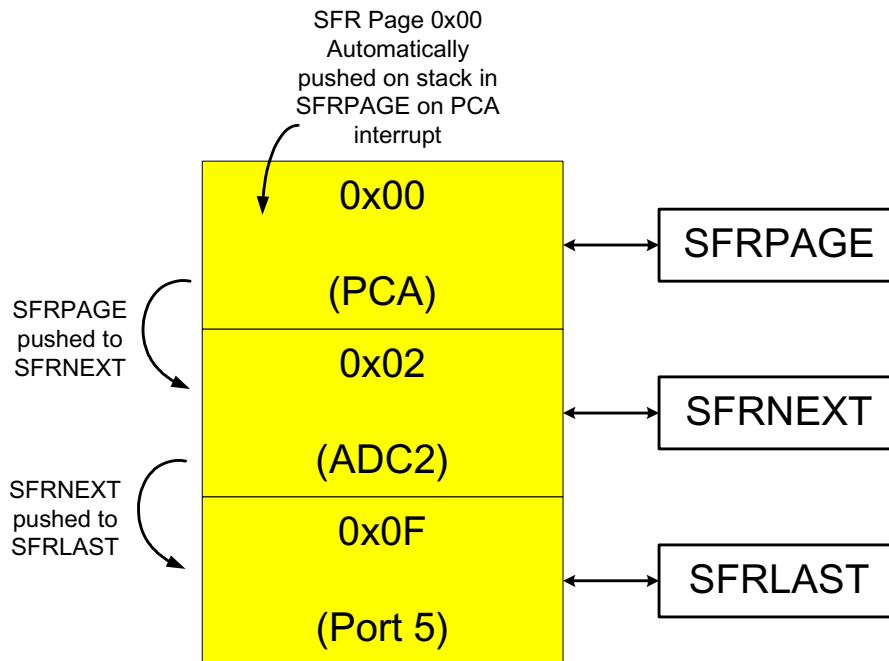 SFR Page 0x00
Automatically
pushed on stack in
SFRPAGE on PCA
interrupt
0x00
(PCA)
SFRPAGE
SFRPAGE
pushed to
SFRNEXT
0x02
(ADC2)
SFRNEXT
SFRNEXT
pushed to
SFRLAST
0x0F
(Port 5)
SFRLAST